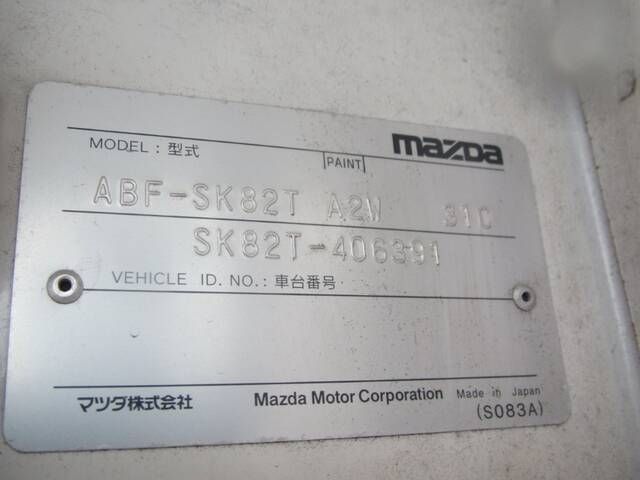 MODEL : 型式 PAINT mazda
ABF-SK82T A2W 31C
SK82T-406391
VEHICLE ID. NO. : 車台番号
マツダ株式会社 Mazda Motor Corporation Made in Japan
(S083A)